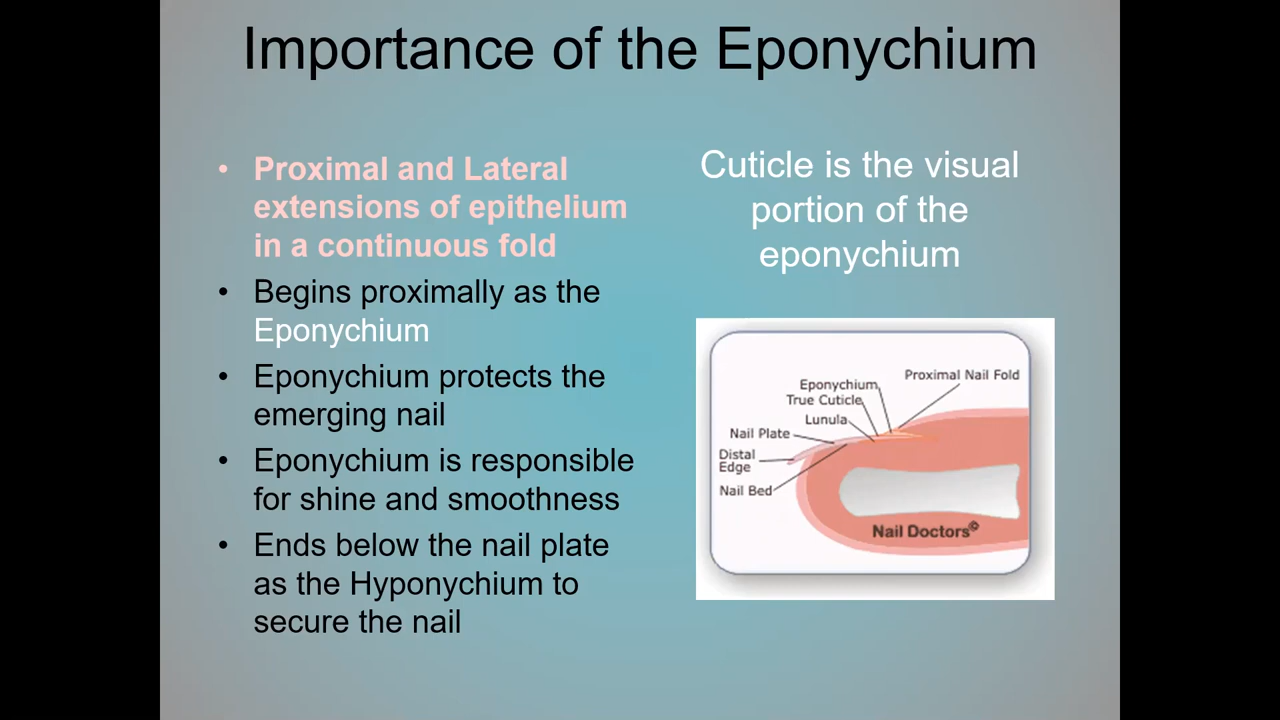 Importance of the Eponychium
• Proximal and Lateral
extensions of epithelium
in a continuous fold
• Begins proximally as the
Eponychium
• Eponychium protects the
emerging nail
• Eponychium is responsible
for shine and smoothness
• Ends below the nail plate
as the Hyponychium to
secure the nail
Cuticle is the visual
portion of the
eponychium
Proximal Nail Fold
Eponychium
True Cuticle
Lunula
Nail Plate
Distal
Edge
Nail Bed
Nail Doctors©